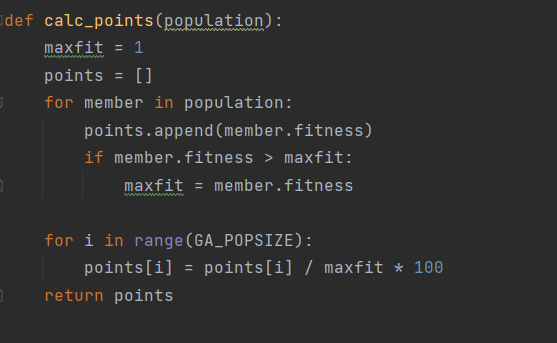 def calc_points(population):
    maxfit = 1
    points = []
    for member in population:
        points.append(member.fitness)
        if member.fitness > maxfit:
            maxfit = member.fitness

    for i in range(GA_POPSIZE):
        points[i] = points[i] / maxfit * 100
    return points